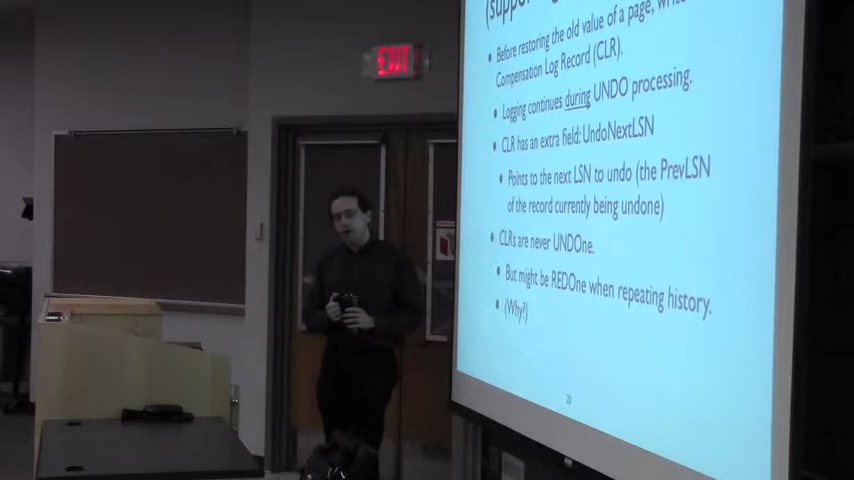 EXIT
(suppor
• Before restoring the old value of a page, write
Compensation Log Record (CLR).
• Logging continues during UNDO processing.
• CLR has an extra field: UndoNextLSN
• Points to the next LSN to undo (the PrevLSN
of the record currently being undone)
• CLRs are never UNDOne.
• But might be REDOne when repeating history.
• (Why?)
20